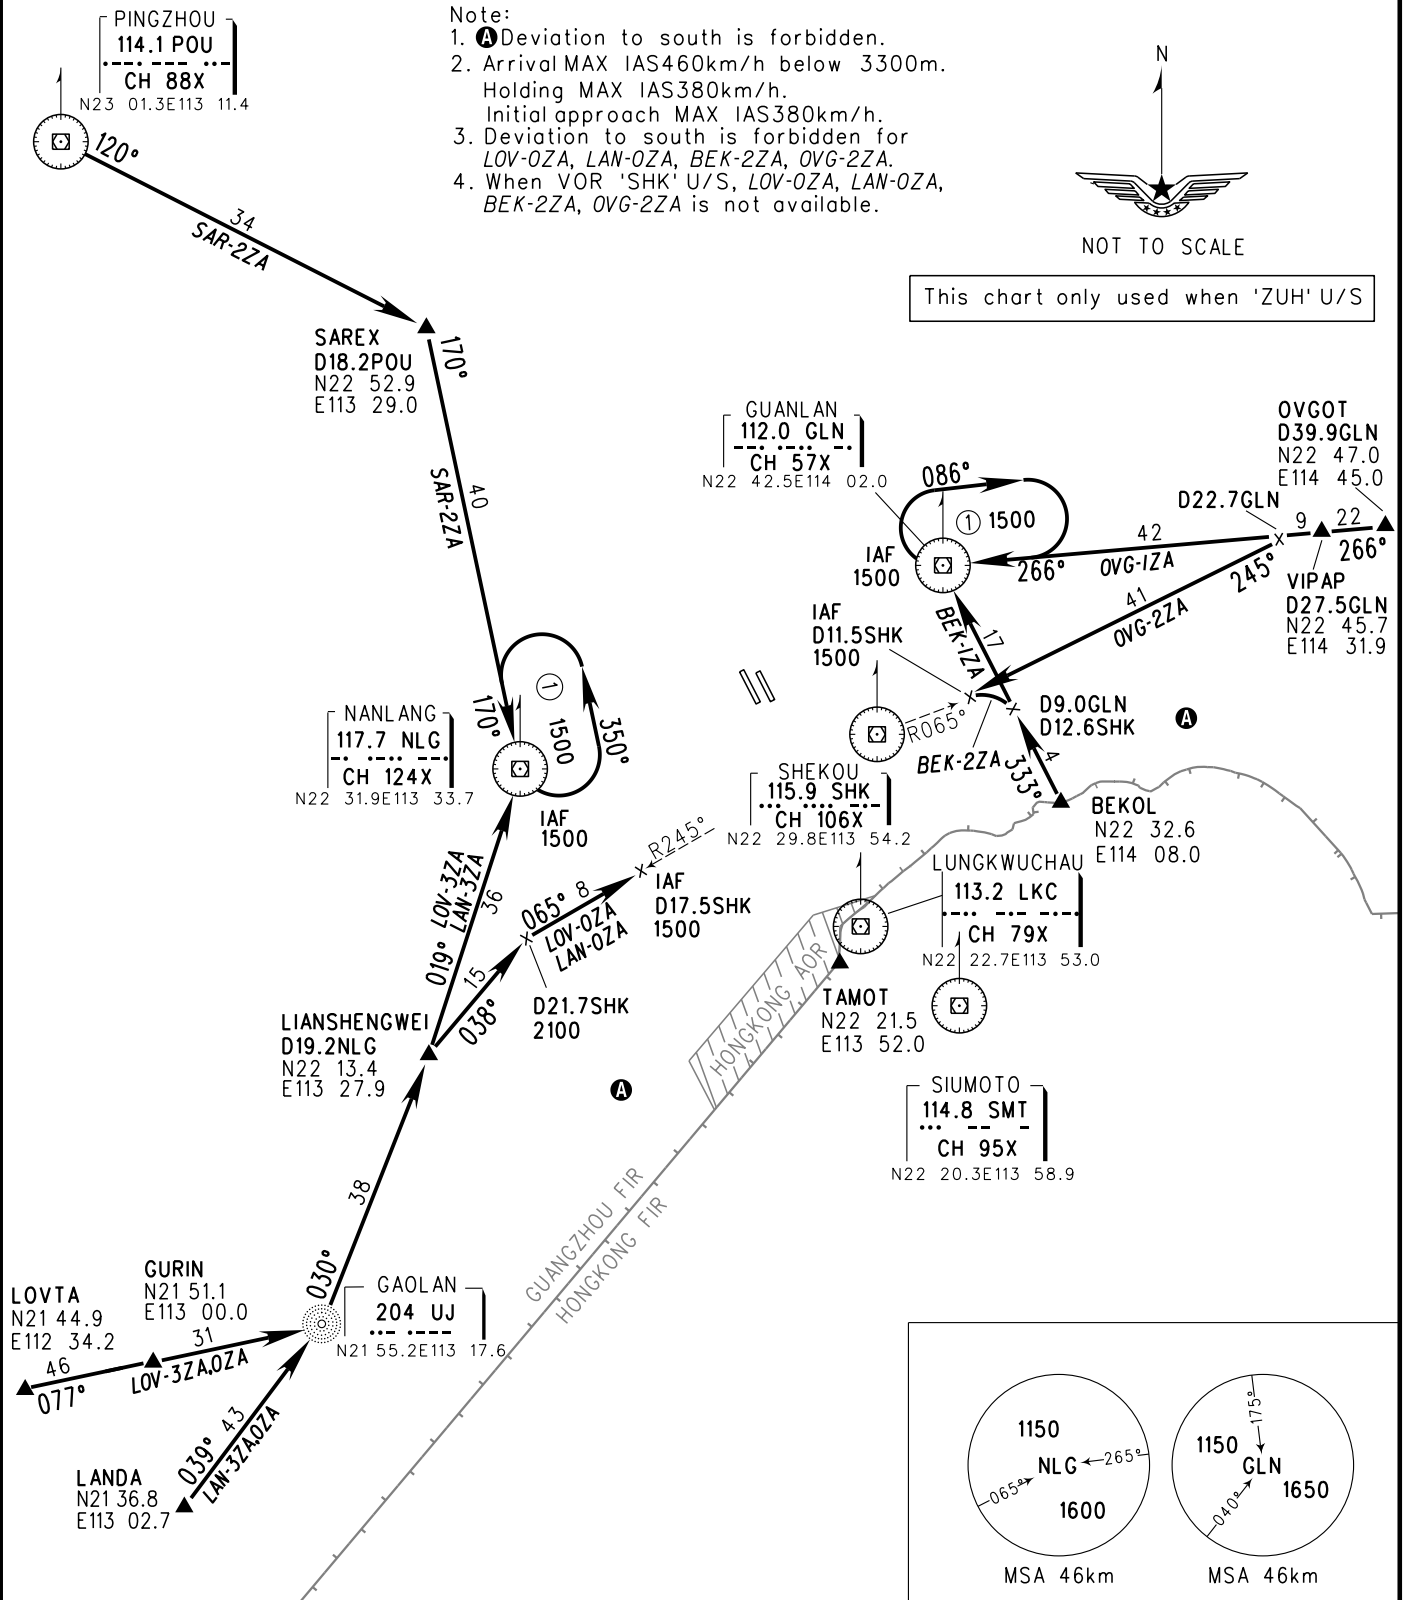 PINGZHOU
114.1 POU
CH 88X
N23 01.3E113 11.4
Note:
1. A Deviation to south is forbidden.
2. Arrival MAX IAS460km/h below 3300m.
Holding MAX IAS380km/h.
Initial approach MAX IAS380km/h.
3. Deviation to south is forbidden for
LOV-0ZA, LAN-0ZA, BEK-2ZA, OVG-2ZA.
4. When VOR 'SHK' U/S, LOV-0ZA, LAN-0ZA,
BEK-2ZA, OVG-2ZA is not available.
N
NOT TO SCALE
This chart only used when 'ZUH' U/S
120°
34
SAR-2ZA
SAREX
D18.2POU
N22 52.9
E113 29.0
170°
40
SAR-2ZA
170°
GUANLAN
112.0 GLN
CH 57X
N22 42.5E114 02.0
086°
1 1500
IAF
1500
266°
42
OVG-1ZA
D22.7GLN
OVGOT
D39.9GLN
N22 47.0
E114 45.0
9
22
266°
245°
41
OVG-2ZA
VIPAP
D27.5GLN
N22 45.7
E114 31.9
IAF
D11.5SHK
1500
BEK-1ZA
17
D9.0GLN
D12.6SHK
A
R065°
BEK-2ZA
4
333°
BEKOL
N22 32.6
E114 08.0
NANLANG
117.7 NLG
CH 124X
N22 31.9E113 33.7
1
1500
350°
IAF
1500
SHEKOU
115.9 SHK
CH 106X
N22 29.8E113 54.2
LUNGKWUCHAU
113.2 LKC
CH 79X
N22 22.7E113 53.0
R245°
IAF
D17.5SHK
1500
065°
8
LOV-0ZA
LAN-0ZA
LOV-3ZA
LAN-3ZA
36
019°
15
038°
D21.7SHK
2100
LIANSHENGWEI
D19.2NLG
N22 13.4
E113 27.9
TAMOT
N22 21.5
E113 52.0
HONGKONG AOR
SIUMOTO
114.8 SMT
CH 95X
N22 20.3E113 58.9
A
38
030°
GUANGZHOU FIR
HONGKONG FIR
GAOLAN
204 UJ
N21 55.2E113 17.6
LOVTA
N21 44.9
E112 34.2
GURIN
N21 51.1
E113 00.0
46
077°
31
LOV-3ZA,0ZA
039°
43
LAN-3ZA,0ZA
LANDA
N21 36.8
E113 02.7
1150
NLG
265°
065°
1600
MSA 46km
175°
1150
GLN
1650
040°
MSA 46km